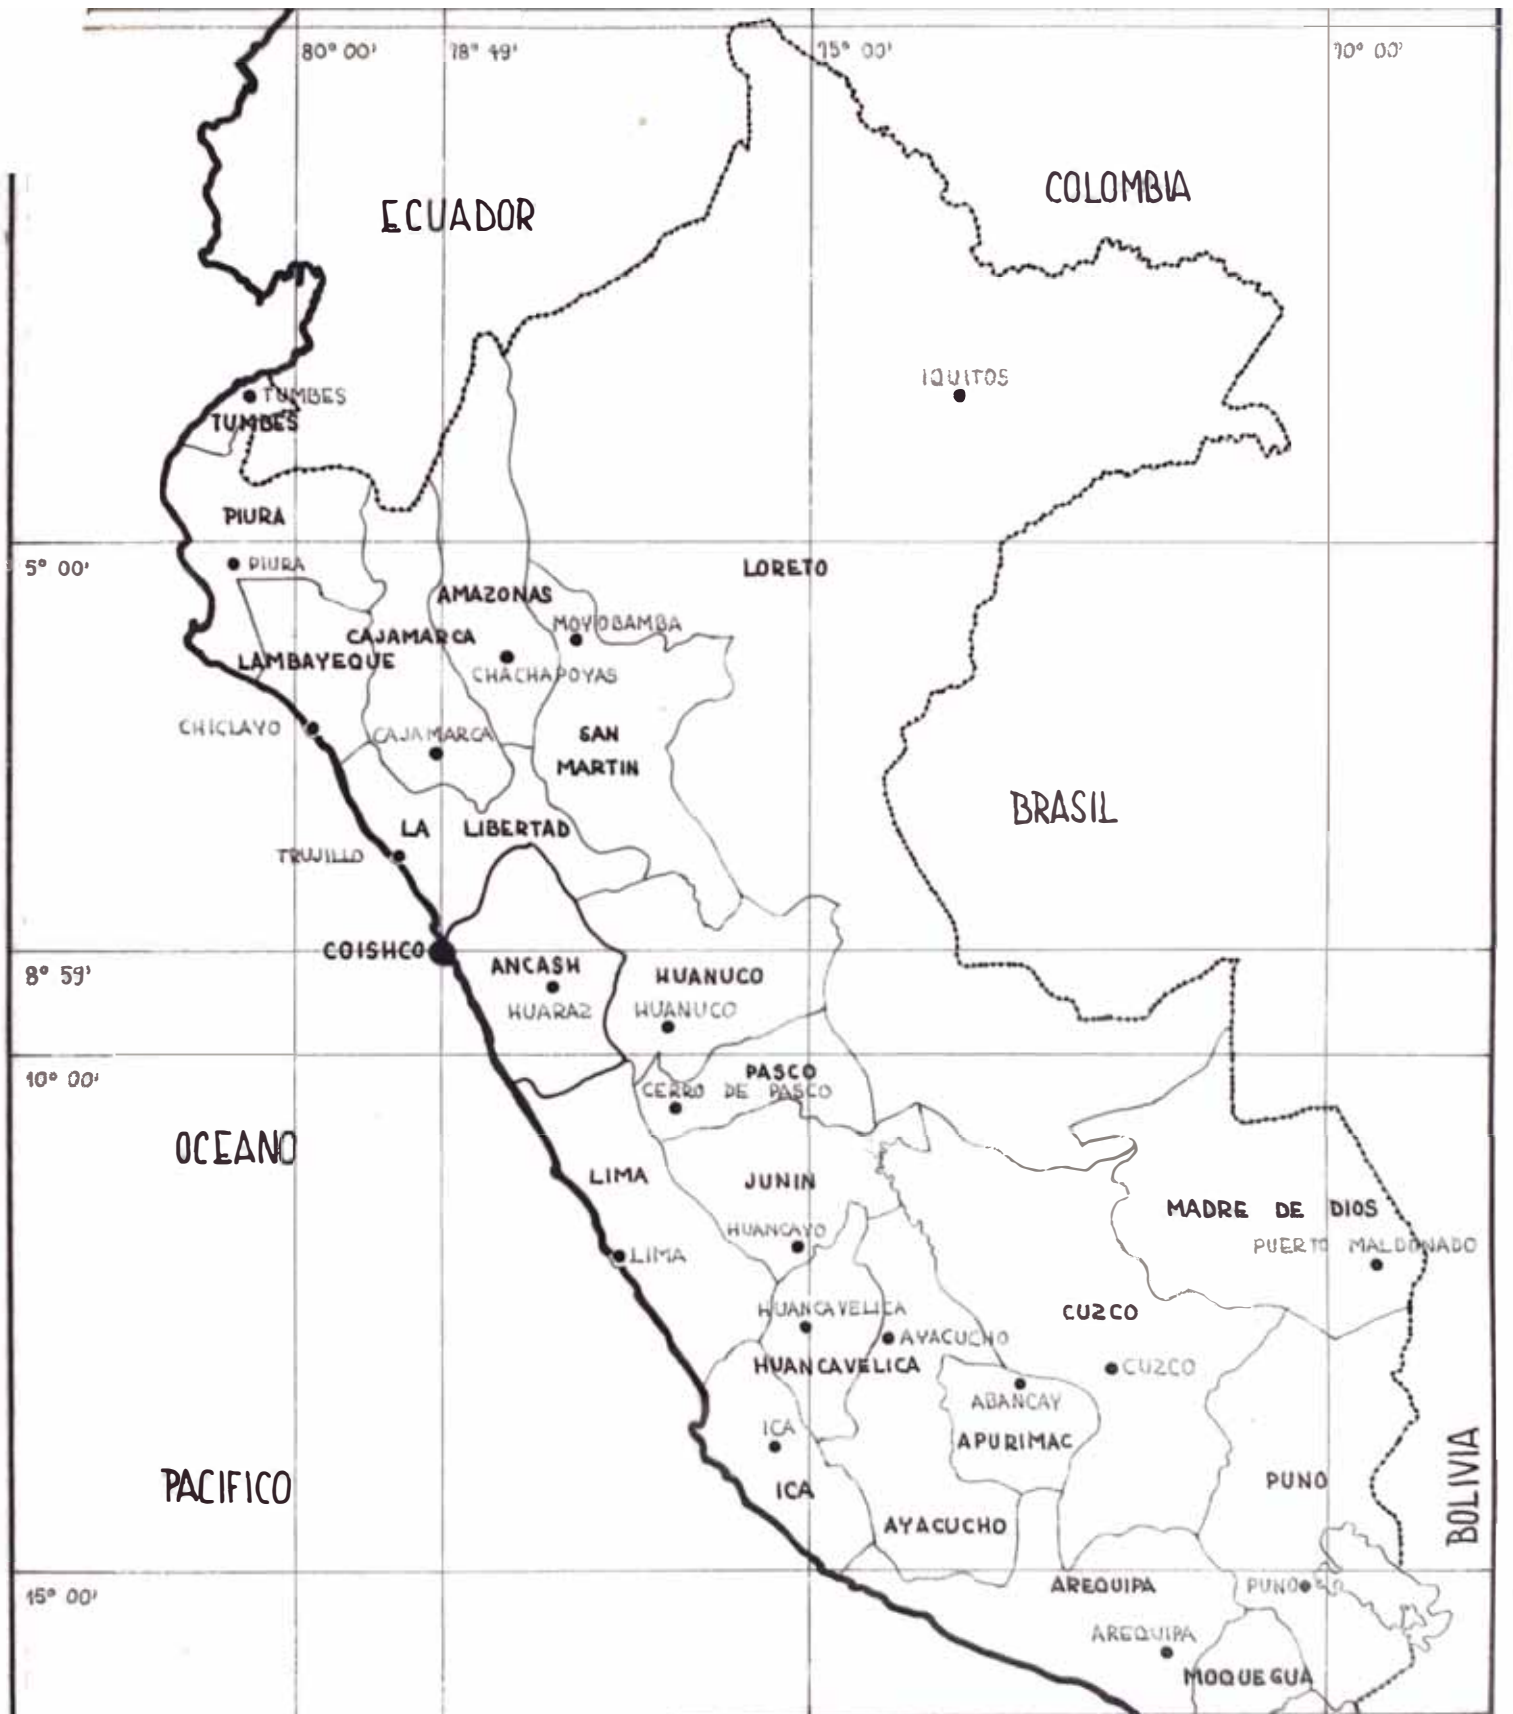 80° 00' 78° 49' 75° 00' 70° 00'
COLOMBIA
ECUADOR
IQUITOS
TUMBES
TUMBES
PIURA
5° 00'
PIURA
LORETO
AMAZONAS
MOYOBAMBA
CAJAMARCA
LAMBAYEQUE
CHACHAPOYAS
CHICLAYO
CAJAMARCA
SAN
MARTIN
BRASIL
LA LIBERTAD
TRUJILLO
COISHCO
ANCASH
HUANUCO
8° 59'
HUARAZ
HUANUCO
10° 00'
PASCO
CERRO DE PASCO
OCEANO
LIMA
JUNIN
MADRE DE DIOS
HUANCAYO
PUERTO MALDONADO
LIMA
HUANCAVELICA
CUZCO
AYACUCHO
HUANCAVELICA
CUZCO
ABANCAY
ICA
APURIMAC
PACIFICO
ICA
PUNO
BOLIVIA
AYACUCHO
15° 00'
AREQUIPA
PUNO
AREQUIPA
MOQUEGUA